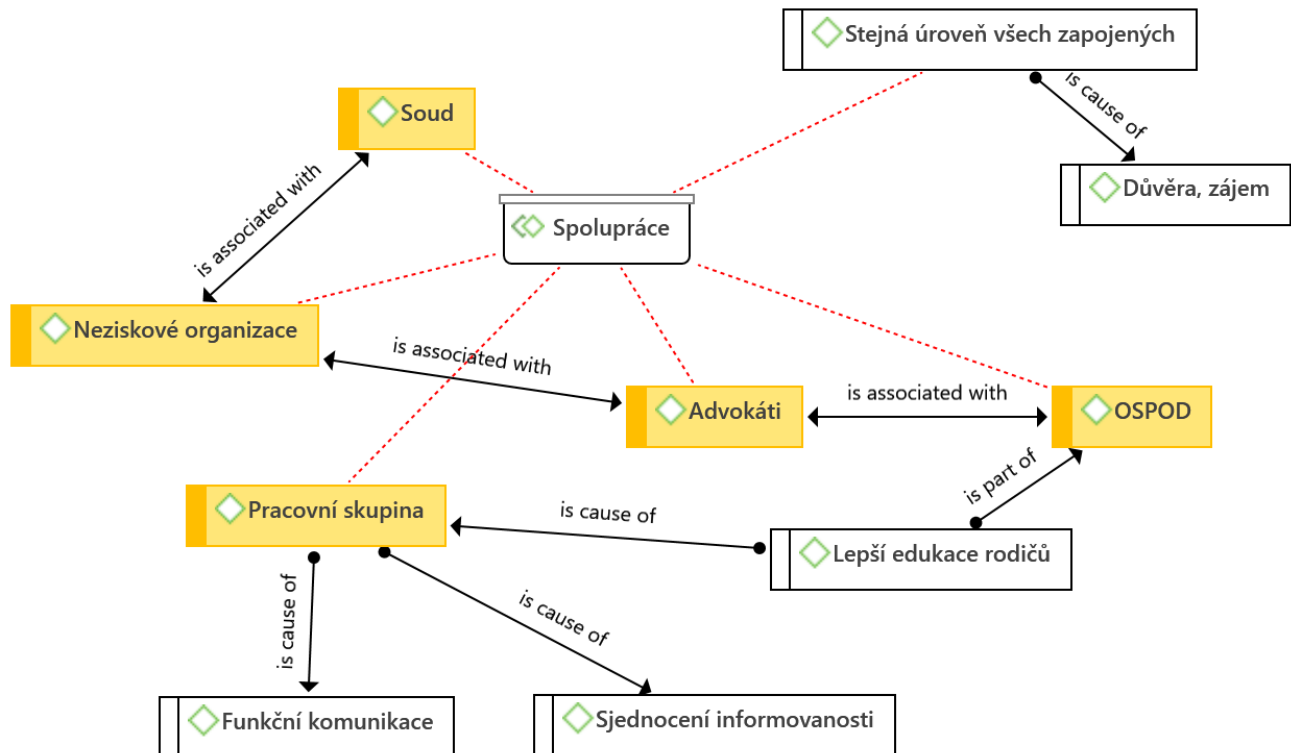 Stejná úroveň všech zapojených
is cause of
Soud
Důvěra, zájem
is associated with
Spolupráce
Neziskové organizace
is associated with
is associated with
Advokáti
OSPOD
is part of
Pracovní skupina
is cause of
Lepší edukace rodičů
is cause of
is cause of
Funkční komunikace
Sjednocení informovanosti